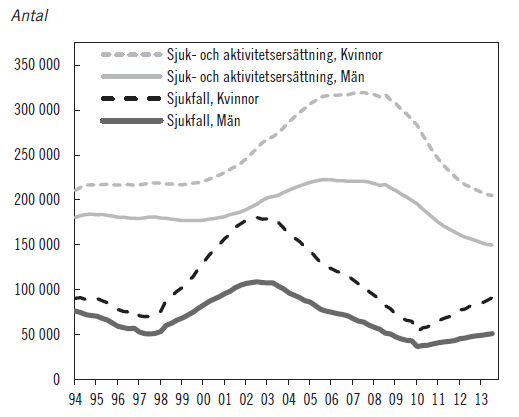 Antal
Sjuk- och aktivitetsersättning, Kvinnor
Sjuk- och aktivitetsersättning, Män
Sjukfall, Kvinnor
Sjukfall, Män
350 000
300 000
250 000
200 000
150 000
100 000
50 000
0
94 95 96 97 98 99 00 01 02 03 04 05 06 07 08 09 10 11 12 13